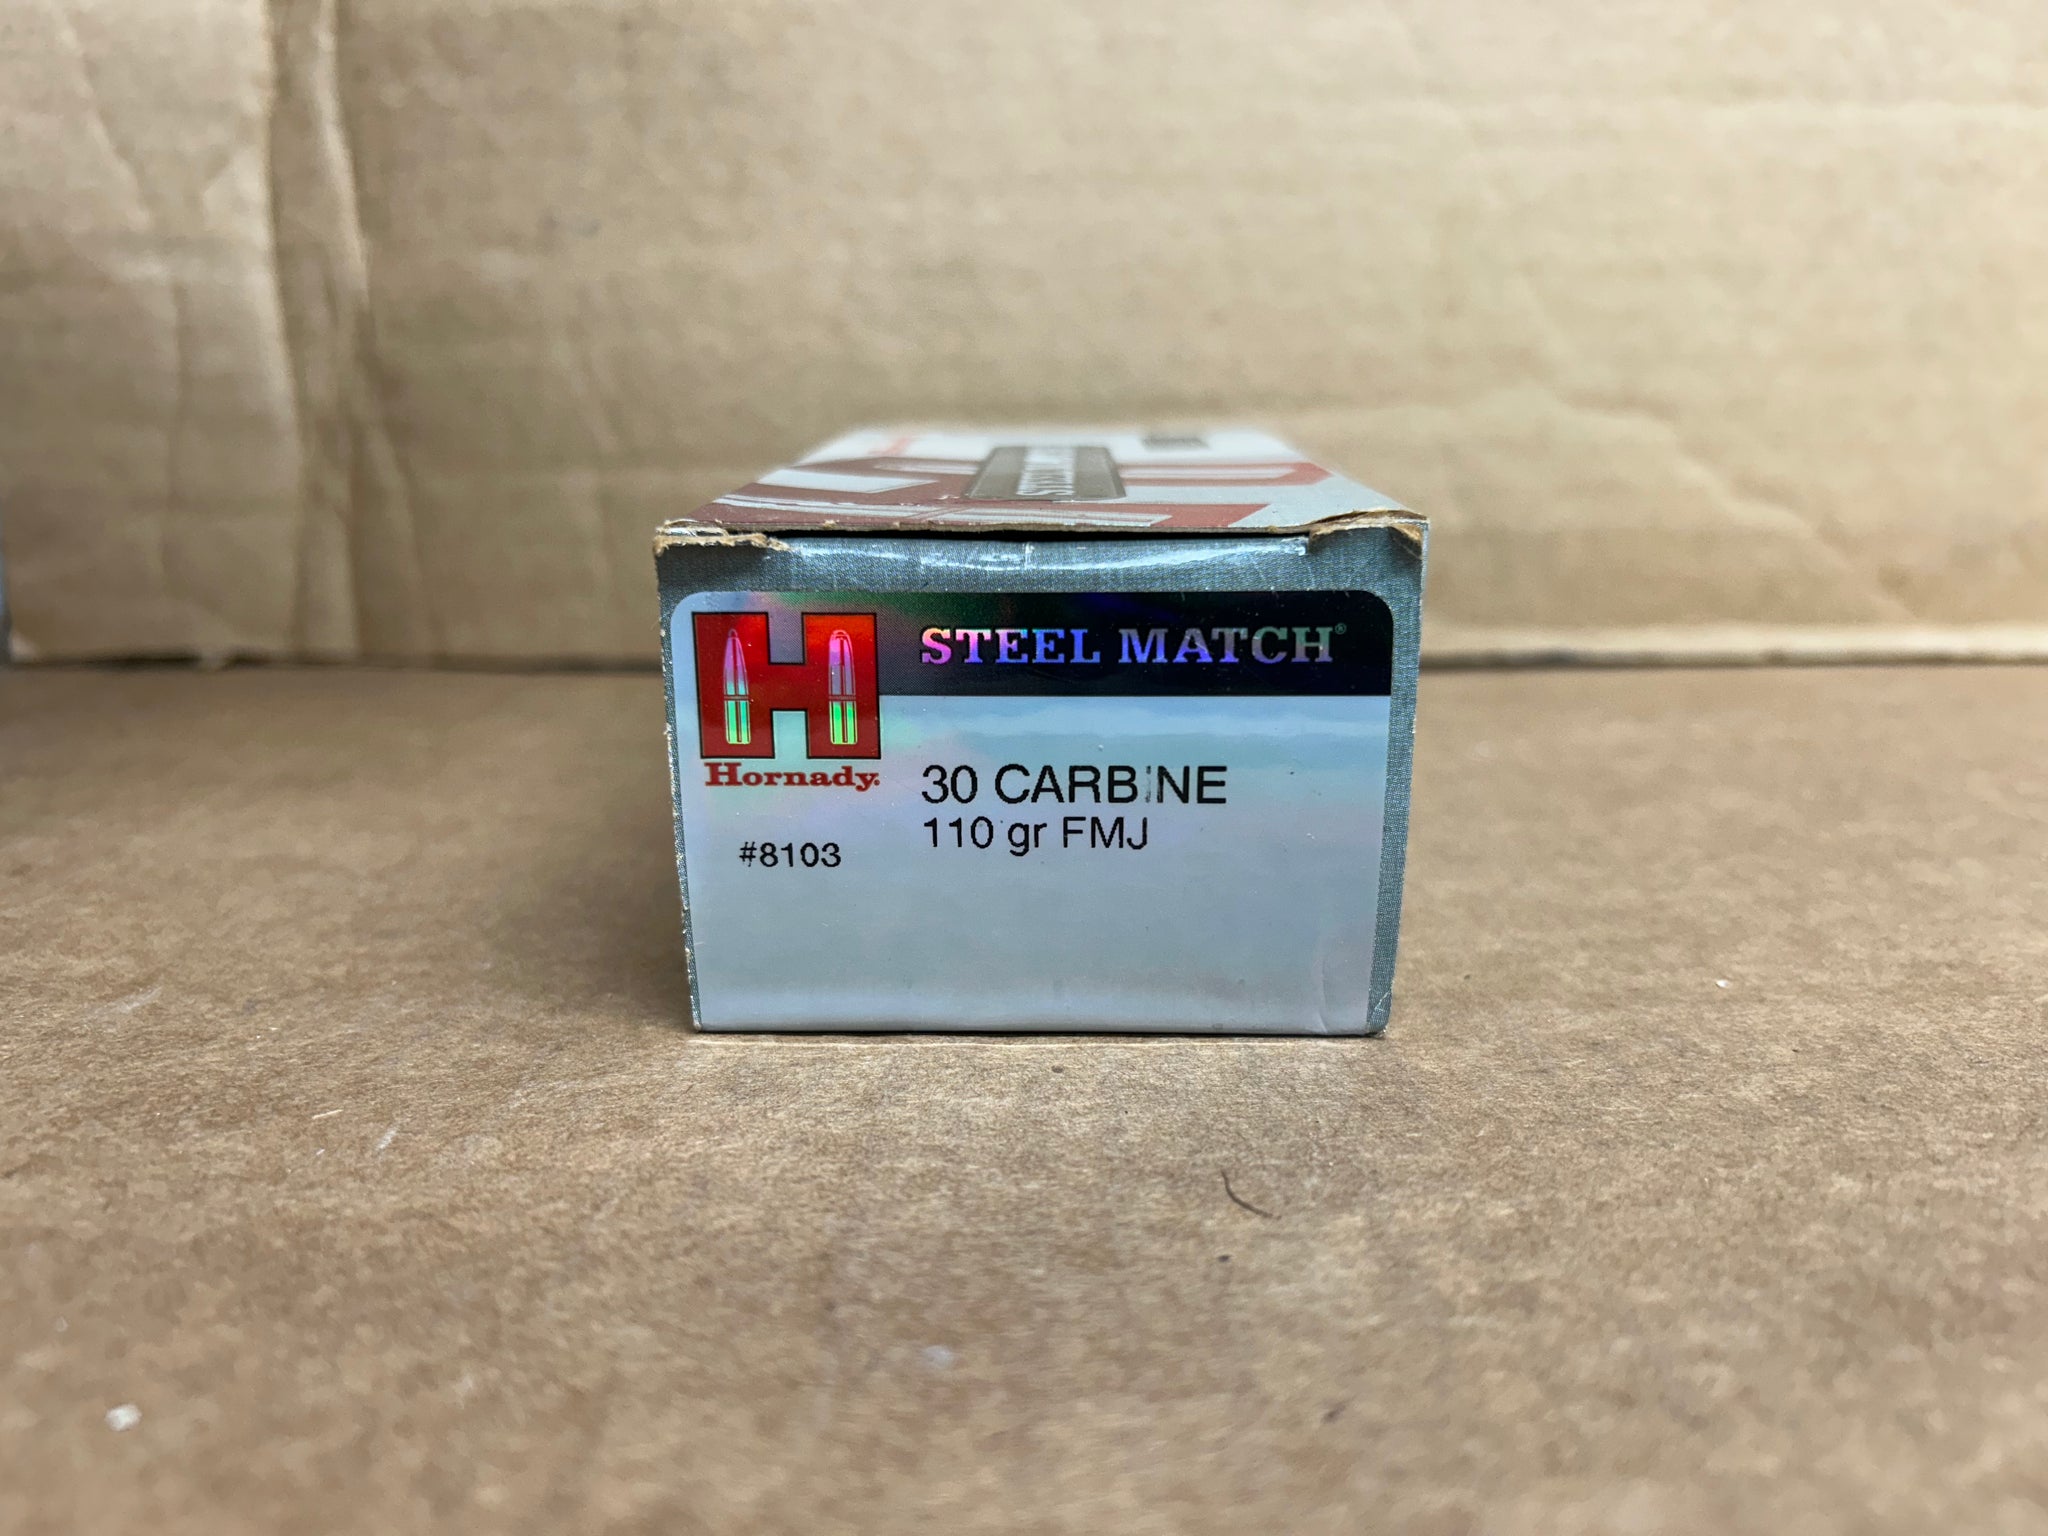 STEEL MATCH®
Hornady.
30 CARBINE
110 gr FMJ
#8103